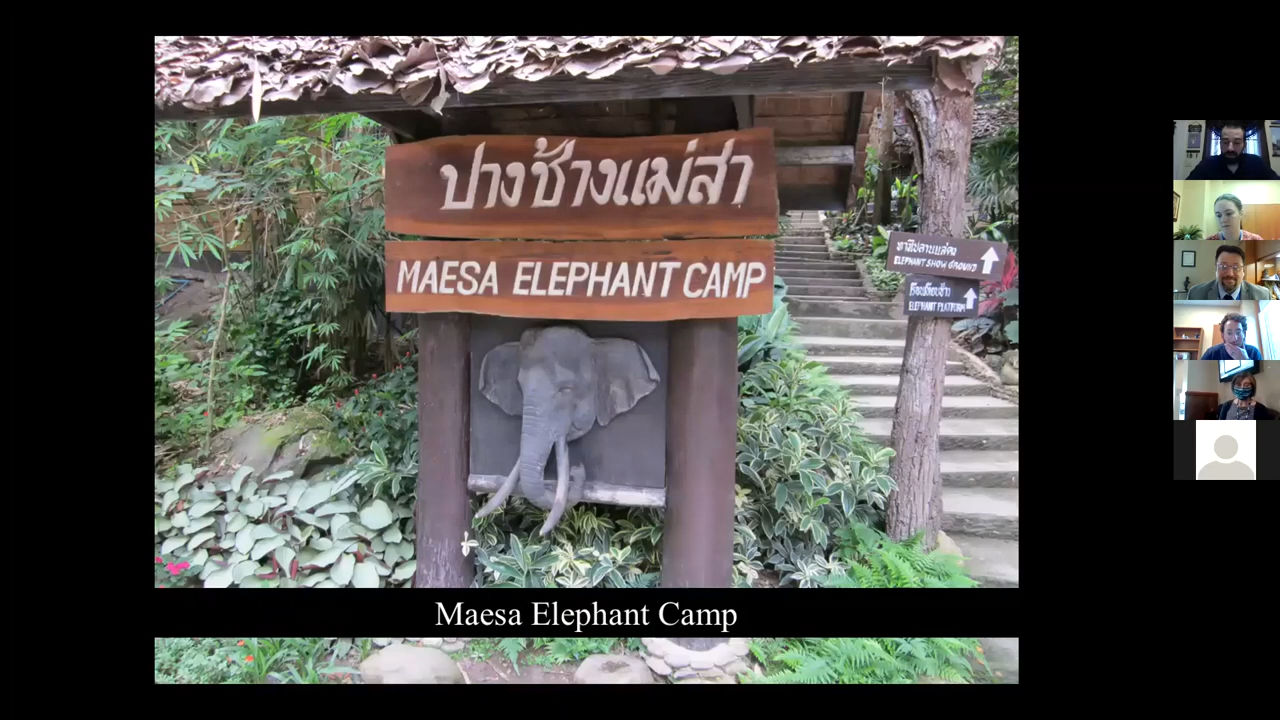 ปางช้างแม่สา
MAESA ELEPHANT CAMP
ELEPHANT SHOW GROUND
ELEPHANT PLATFORM
Maesa Elephant Camp